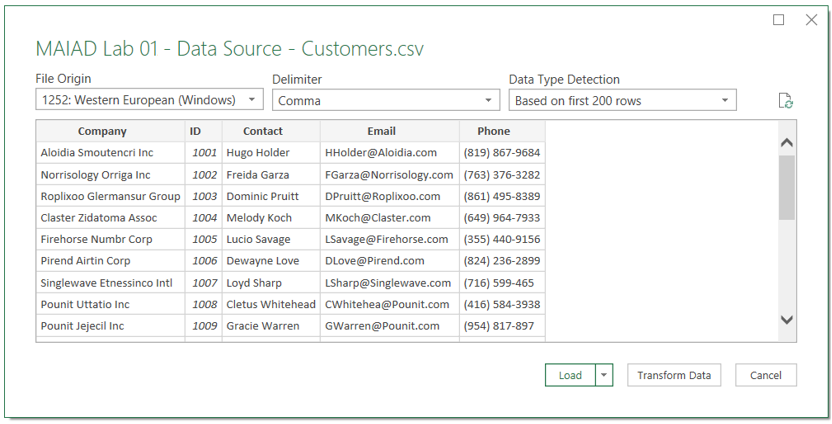 MAIAD Lab 01 - Data Source - Customers.csv
File Origin Delimiter Data Type Detection
1252: Western European (Windows) Comma Based on first 200 rows
Company ID Contact Email Phone
Aloidia Smoutencri Inc 1001 Hugo Holder HHolder@Aloidia.com (819) 867-9684
Norrisology Orriga Inc 1002 Freida Garza FGarza@Norrisology.com (763) 376-3282
Roplixoo Glermansur Group 1003 Dominic Pruitt DPruitt@Roplixoo.com (861) 495-8389
Claster Zidatoma Assoc 1004 Melody Koch MKoch@Claster.com (649) 964-7933
Firehorse Numbr Corp 1005 Lucio Savage LSavage@Firehorse.com (355) 440-9156
Pirend Airtin Corp 1006 Dewayne Love DLove@Pirend.com (824) 236-2899
Singlewave Etnessinco Intl 1007 Loyd Sharp LSharp@Singlewave.com (716) 599-465
Pounit Uttatio Inc 1008 Cletus Whitehead CWhitehea@Pounit.com (416) 584-3938
Pounit Jejecil Inc 1009 Gracie Warren GWarren@Pounit.com (954) 817-897
Load Transform Data Cancel